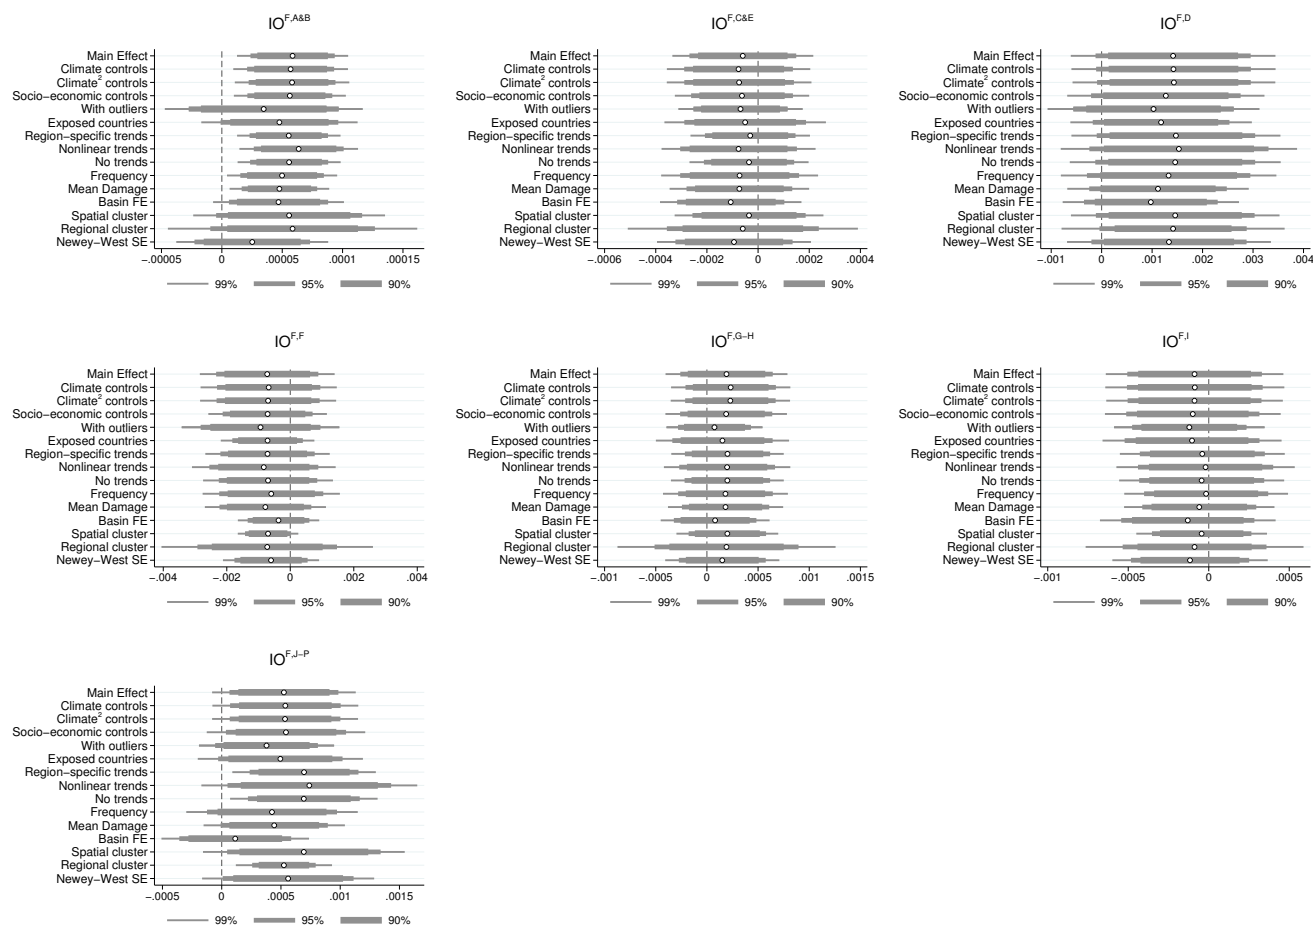 IO^F,A&B
Main Effect
Climate controls
Climate² controls
Socio−economic controls
With outliers
Exposed countries
Region−specific trends
Nonlinear trends
No trends
Frequency
Mean Damage
Basin FE
Spatial cluster
Regional cluster
Newey−West SE
−.00005 0 .00005 .0001 .00015
99% 95% 90%
IO^F,C&E
Main Effect
Climate controls
Climate² controls
Socio−economic controls
With outliers
Exposed countries
Region−specific trends
Nonlinear trends
No trends
Frequency
Mean Damage
Basin FE
Spatial cluster
Regional cluster
Newey−West SE
−.0006 −.0004 −.0002 0 .0002 .0004
99% 95% 90%
IO^F,D
Main Effect
Climate controls
Climate² controls
Socio−economic controls
With outliers
Exposed countries
Region−specific trends
Nonlinear trends
No trends
Frequency
Mean Damage
Basin FE
Spatial cluster
Regional cluster
Newey−West SE
−.001 0 .001 .002 .003 .004
99% 95% 90%
IO^F,F
Main Effect
Climate controls
Climate² controls
Socio−economic controls
With outliers
Exposed countries
Region−specific trends
Nonlinear trends
No trends
Frequency
Mean Damage
Basin FE
Spatial cluster
Regional cluster
Newey−West SE
−.004 −.002 0 .002 .004
99% 95% 90%
IO^F,G−H
Main Effect
Climate controls
Climate² controls
Socio−economic controls
With outliers
Exposed countries
Region−specific trends
Nonlinear trends
No trends
Frequency
Mean Damage
Basin FE
Spatial cluster
Regional cluster
Newey−West SE
−.001 −.0005 0 .0005 .001 .0015
99% 95% 90%
IO^F,I
Main Effect
Climate controls
Climate² controls
Socio−economic controls
With outliers
Exposed countries
Region−specific trends
Nonlinear trends
No trends
Frequency
Mean Damage
Basin FE
Spatial cluster
Regional cluster
Newey−West SE
−.001 −.0005 0 .0005
99% 95% 90%
IO^F,J−P
Main Effect
Climate controls
Climate² controls
Socio−economic controls
With outliers
Exposed countries
Region−specific trends
Nonlinear trends
No trends
Frequency
Mean Damage
Basin FE
Spatial cluster
Regional cluster
Newey−West SE
−.0005 0 .0005 .001 .0015
99% 95% 90%